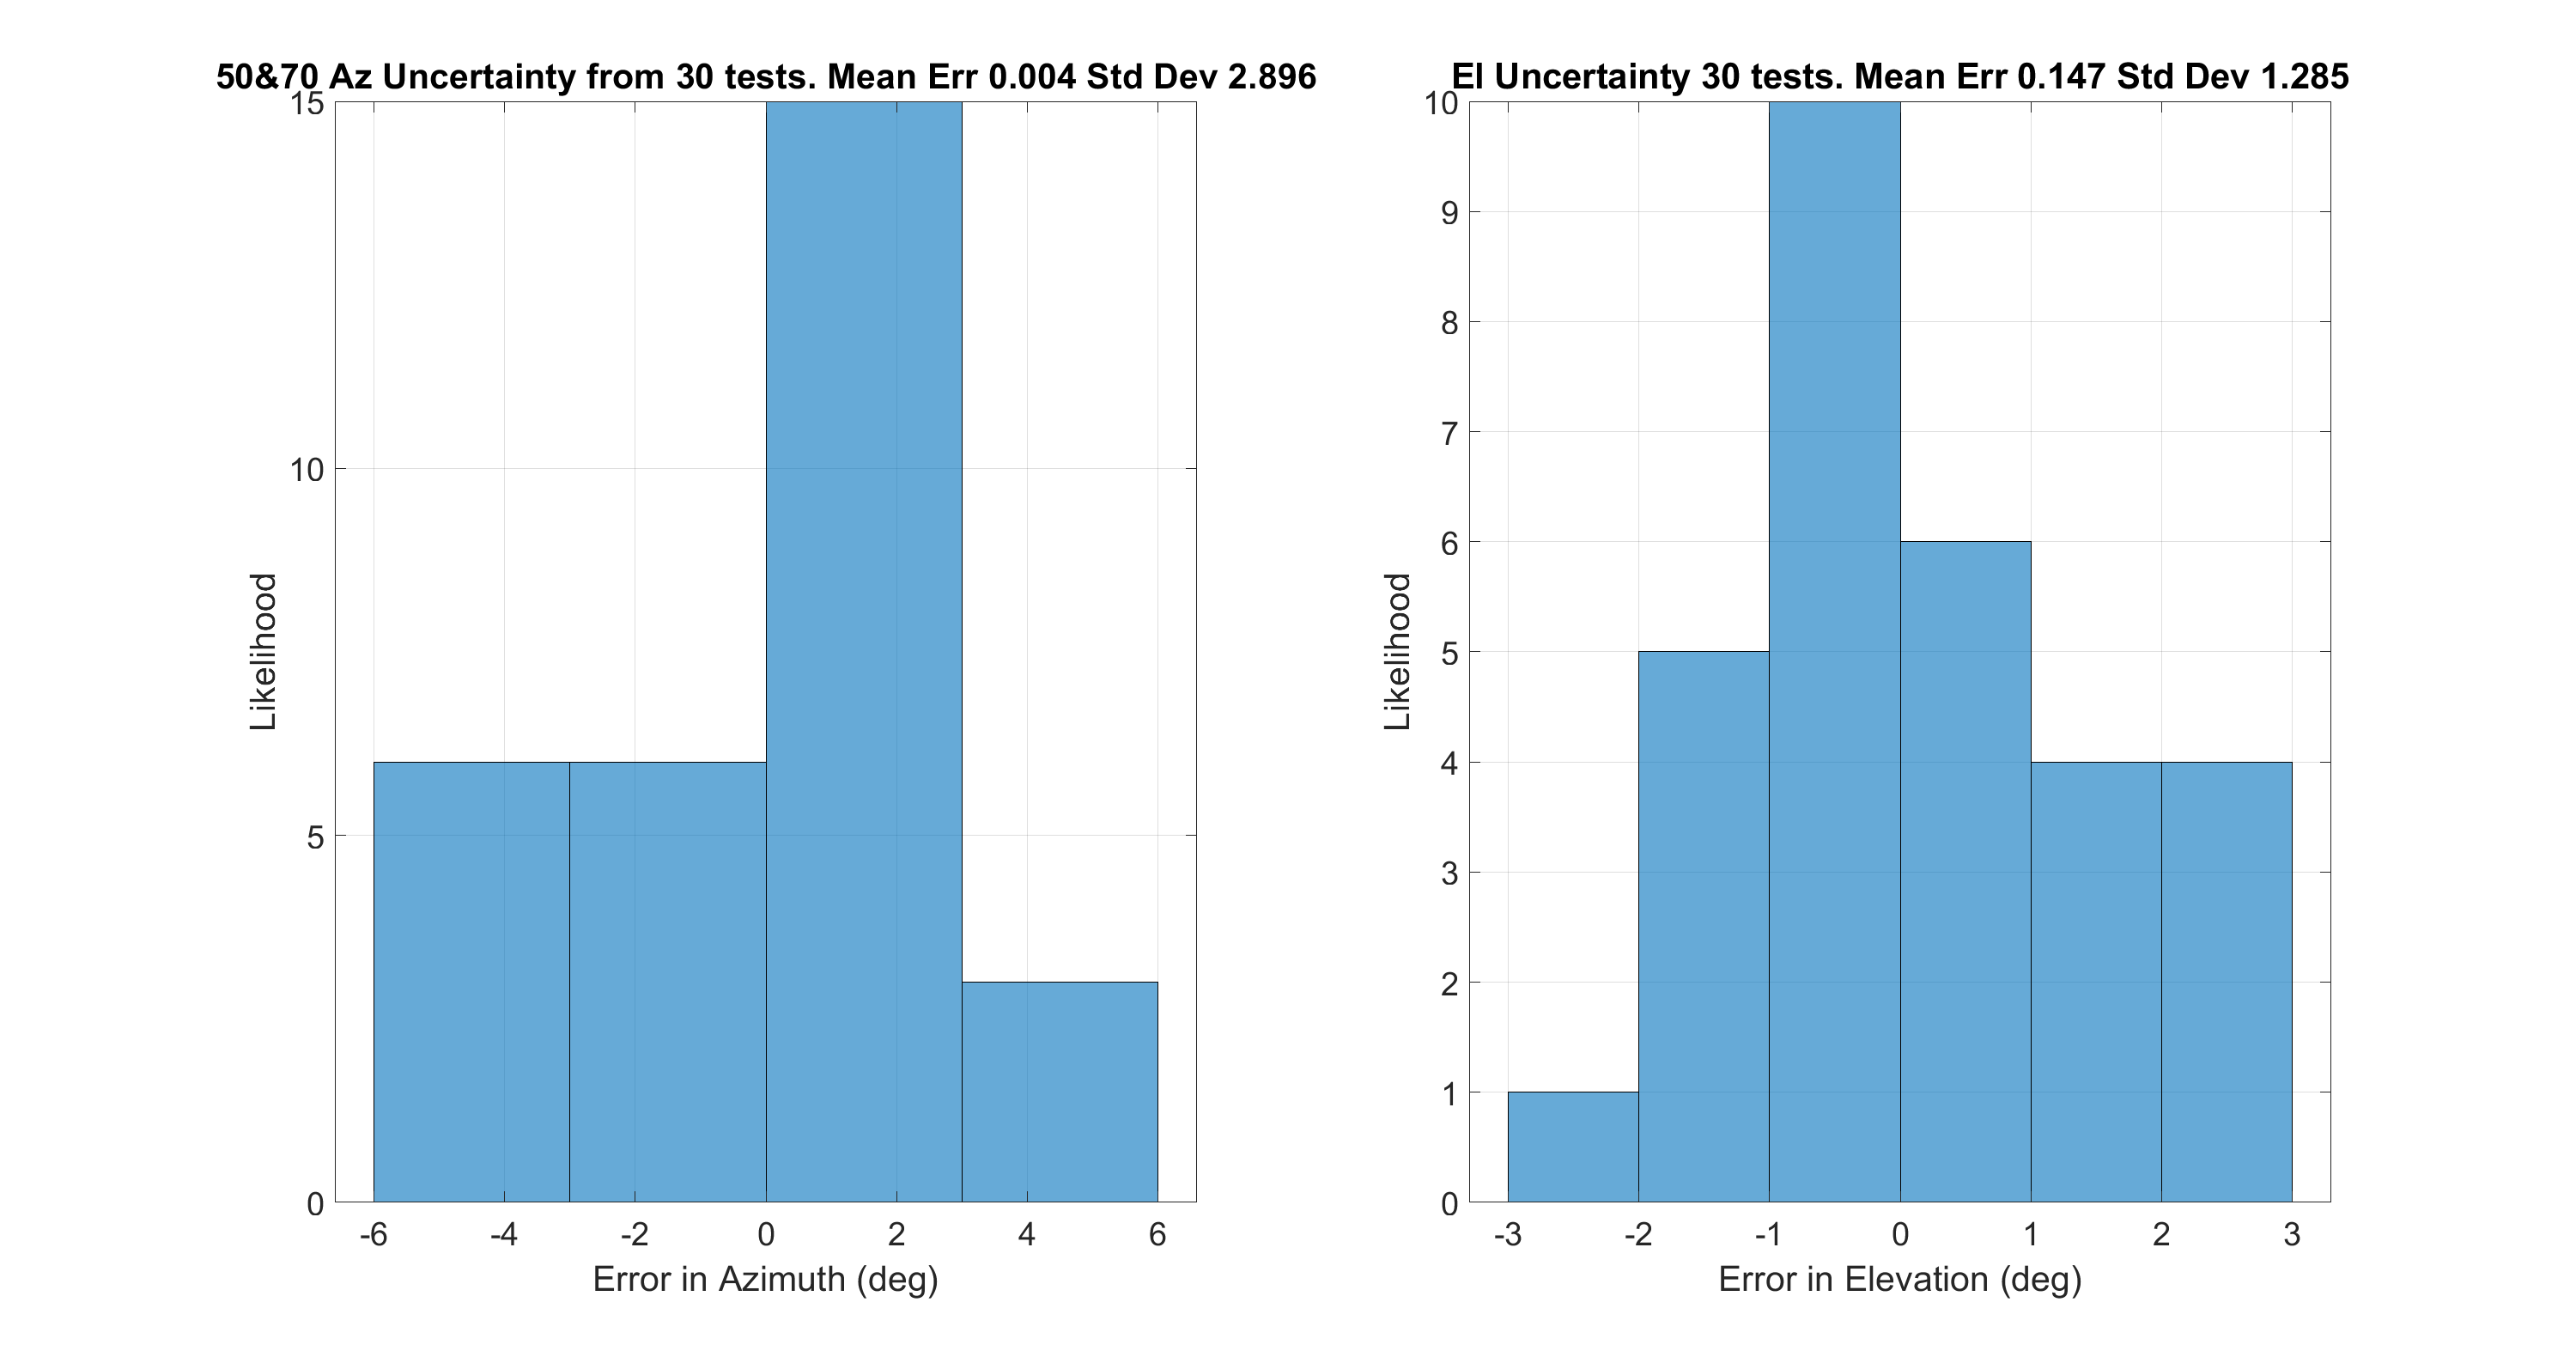 50&70 Az Uncertainty from 30 tests. Mean Err 0.004 Std Dev 2.896
15
10
5
0
Likelihood
-6 -4 -2 0 2 4 6
Error in Azimuth (deg)
El Uncertainty 30 tests. Mean Err 0.147 Std Dev 1.285
10
9
8
7
6
5
4
3
2
1
0
Likelihood
-3 -2 -1 0 1 2 3
Error in Elevation (deg)